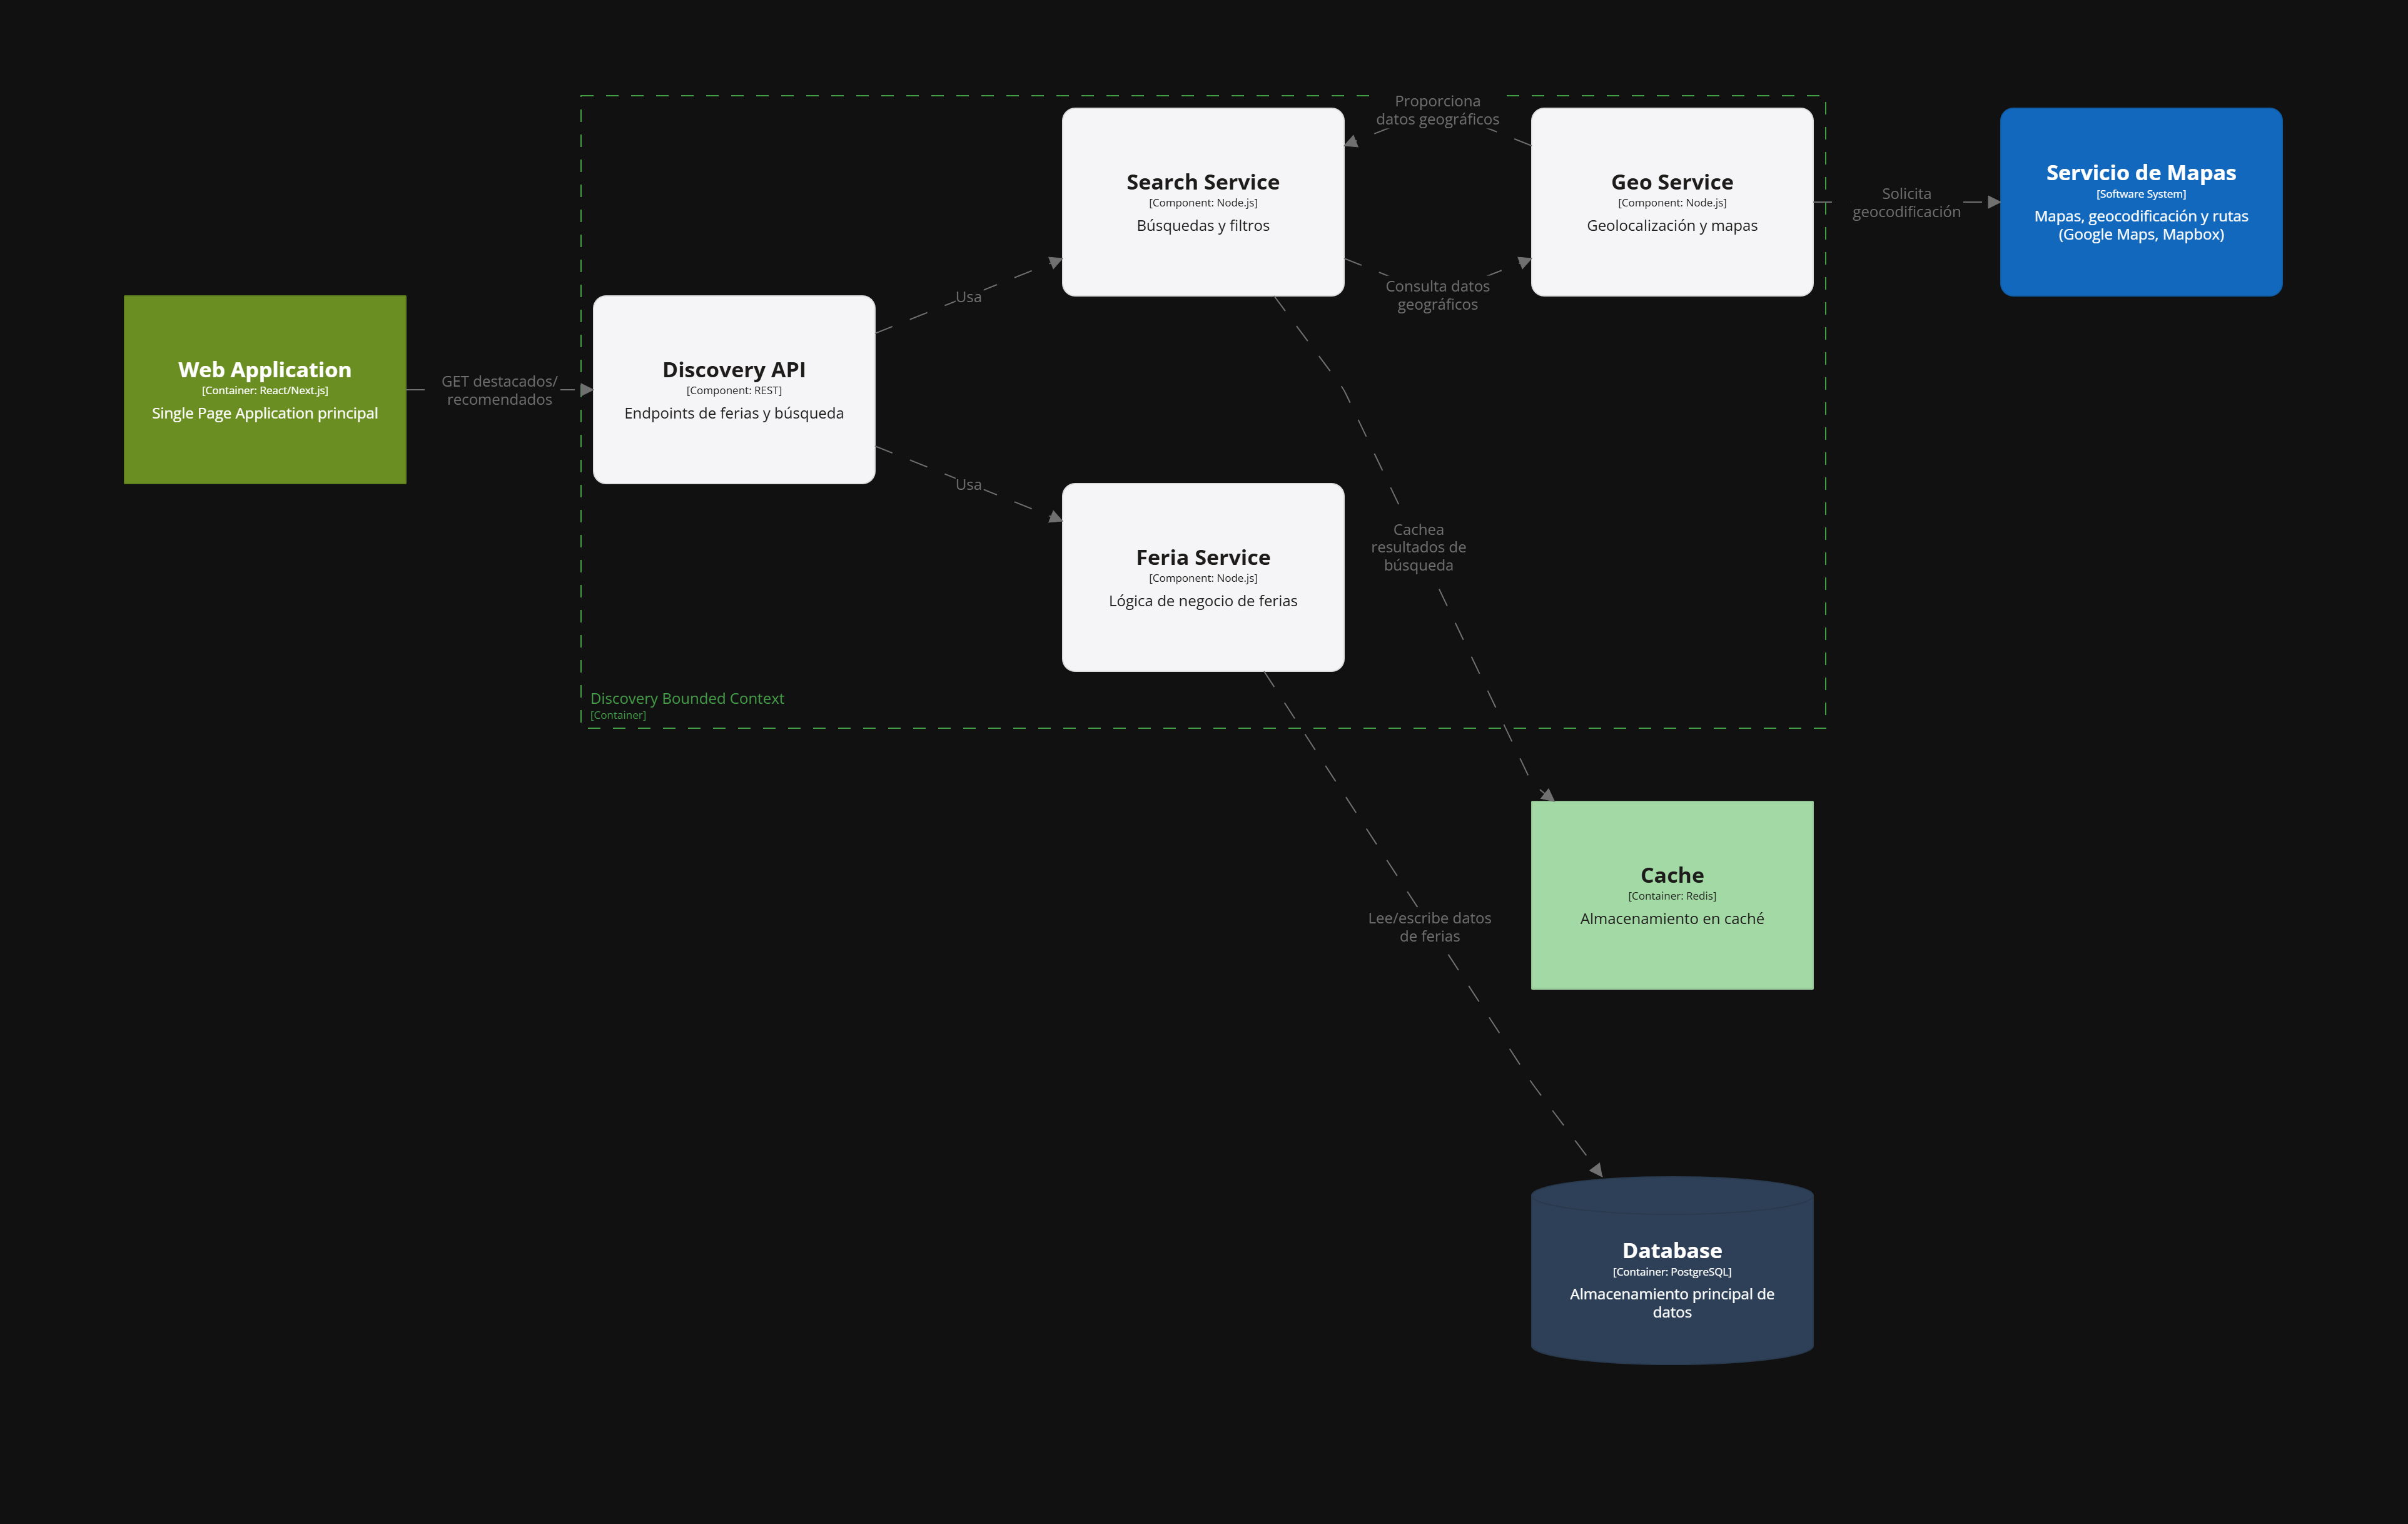 Proporciona
datos geográficos
Search Service
[Component: Node.js]
Búsquedas y filtros
Geo Service
[Component: Node.js]
Geolocalización y mapas
Solicita
geocodificación
Servicio de Mapas
[Software System]
Mapas, geocodificación y rutas
(Google Maps, Mapbox)
Usa
Consulta datos
geográficos
Web Application
[Container: React/Next.js]
Single Page Application principal
GET destacados/
recomendados
Discovery API
[Component: REST]
Endpoints de ferias y búsqueda
Usa
Cachea
resultados de
búsqueda
Feria Service
[Component: Node.js]
Lógica de negocio de ferias
Discovery Bounded Context
[Container]
Cache
[Container: Redis]
Almacenamiento en caché
Lee/escribe datos
de ferias
Database
[Container: PostgreSQL]
Almacenamiento principal de
datos